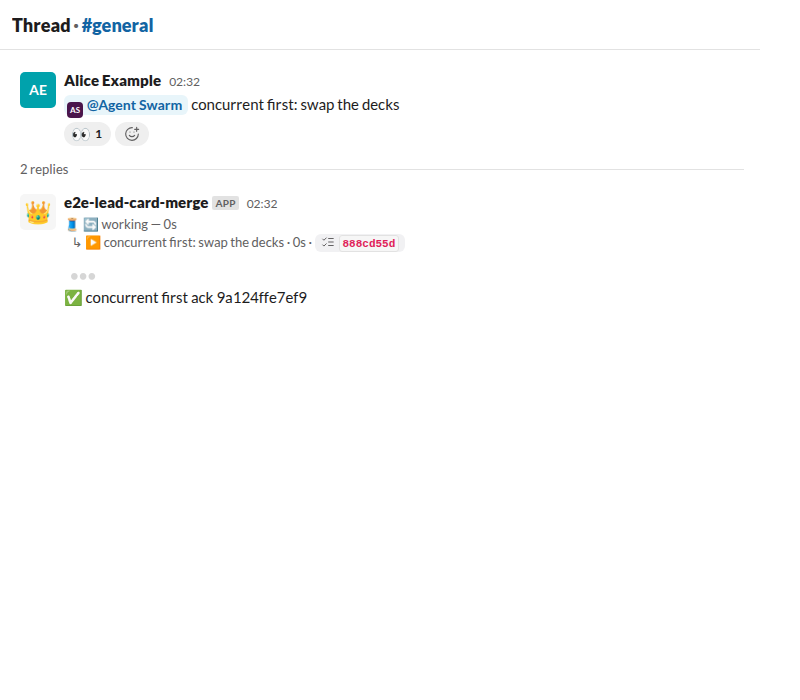 Thread • #general
AE
Alice Example 02:32
AS @Agent Swarm concurrent first: swap the decks
👀 1
2 replies
e2e-lead-card-merge APP 02:32
🧵 🔄 working — 0s
↳ ▶️ concurrent first: swap the decks · 0s · 888cd55d
✅ concurrent first ack 9a124ffe7ef9